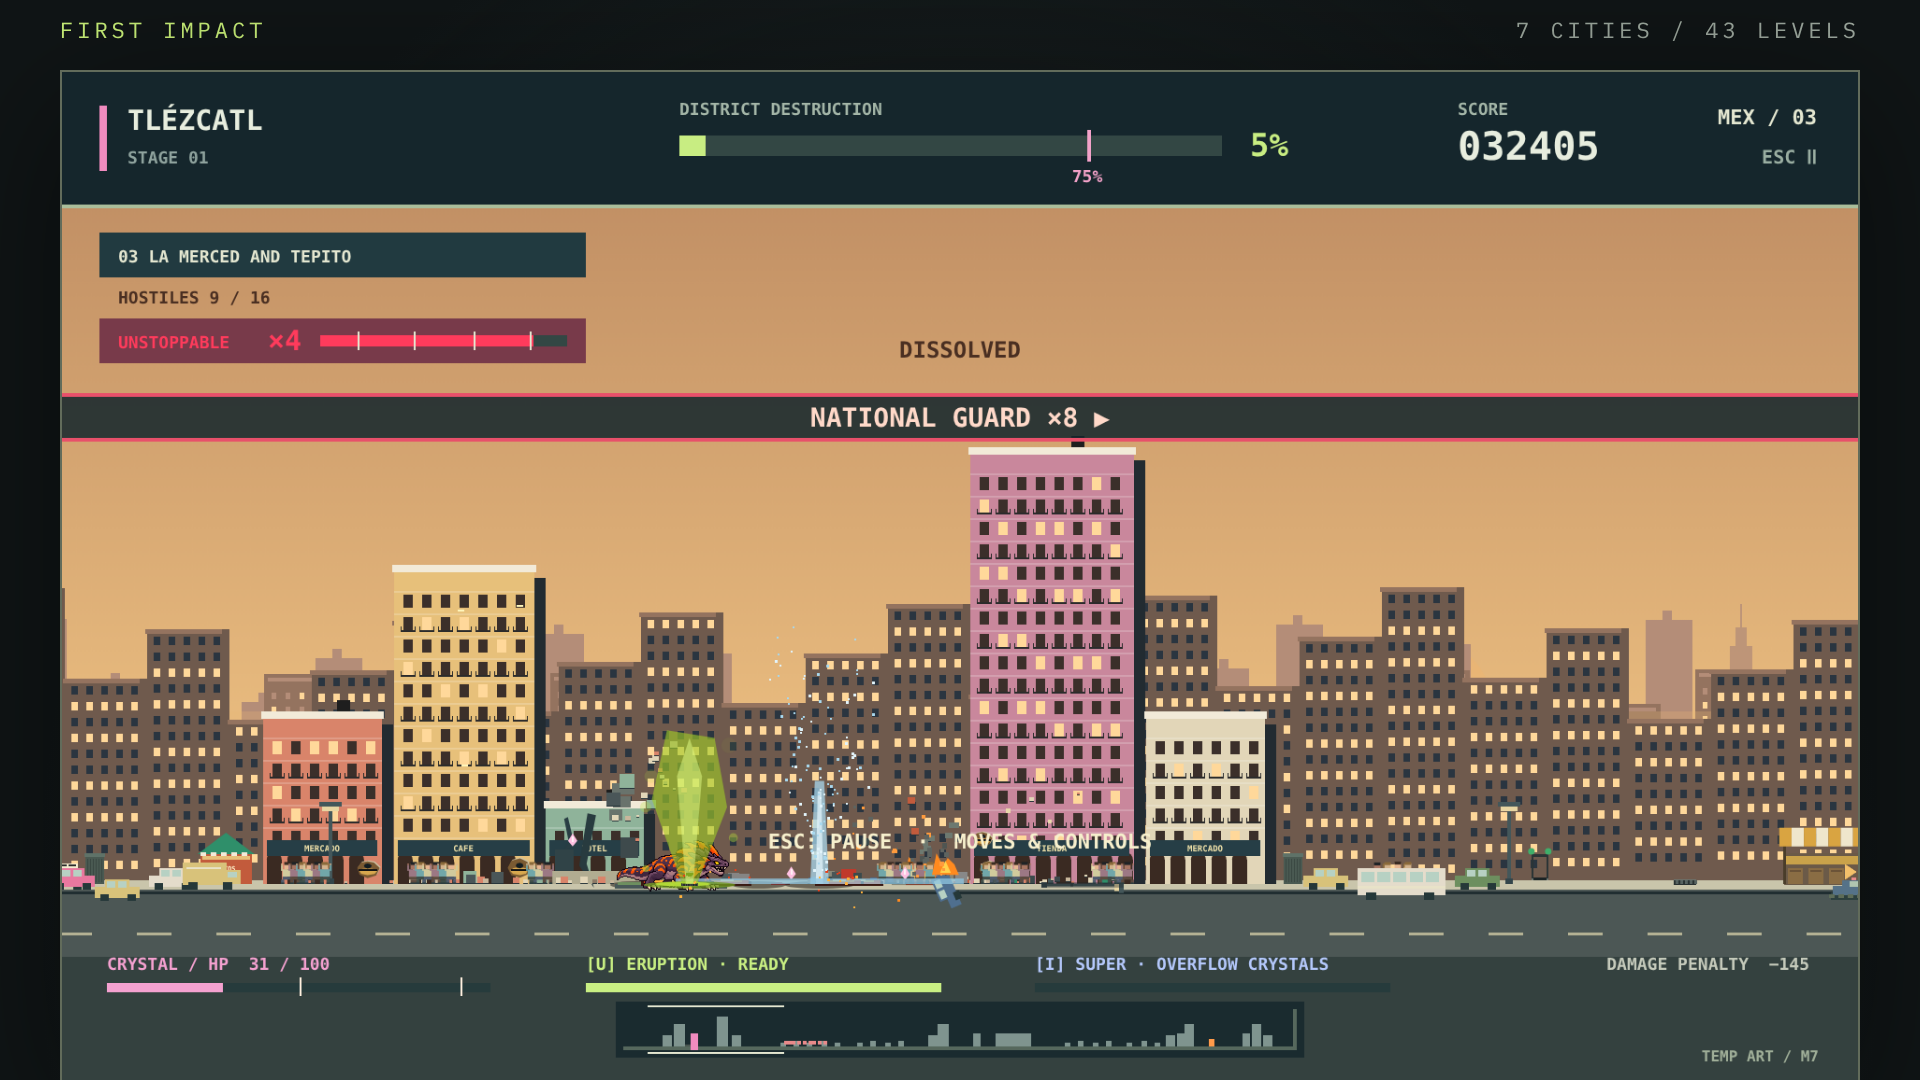 FIRST IMPACT
7 CITIES / 43 LEVELS
TLÉZCATL
STAGE 01
DISTRICT DESTRUCTION
5%
75%
SCORE
032405
MEX / 03
ESC II
03 LA MERCED AND TEPITO
HOSTILES 9 / 16
UNSTOPPABLE ×4
DISSOLVED
NATIONAL GUARD ×8 ▶
ESC: PAUSE · MOVES & CONTROLS
MERCADO
CAFE
MERCADO
CRYSTAL / HP 31 / 100
[U] ERUPTION · READY
[I] SUPER · OVERFLOW CRYSTALS
DAMAGE PENALTY −145
TEMP ART / M7